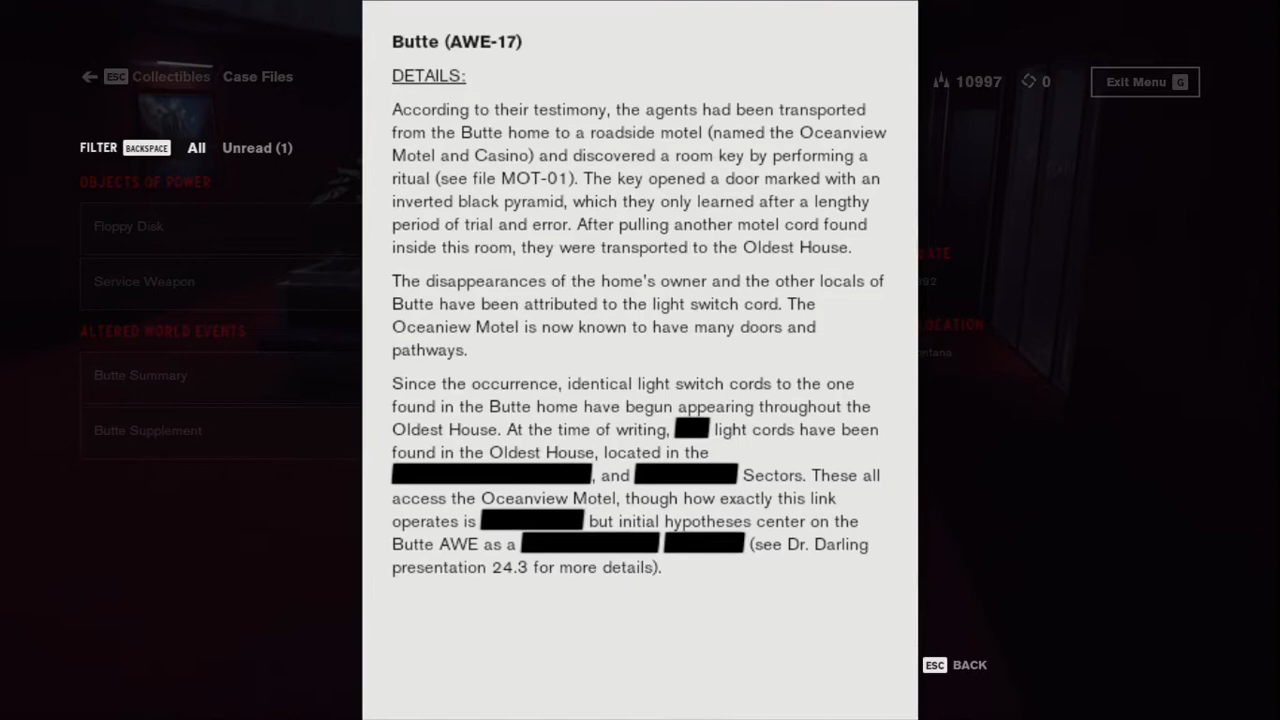 Butte (AWE-17)
DETAILS:
According to their testimony, the agents had been transported
from the Butte home to a roadside motel (named the Oceanview
Motel and Casino) and discovered a room key by performing a
ritual (see file MOT-01). The key opened a door marked with an
inverted black pyramid, which they only learned after a lengthy
period of trial and error. After pulling another motel cord found
inside this room, they were transported to the Oldest House.
The disappearances of the home's owner and the other locals of
Butte have been attributed to the light switch cord. The
Oceaniew Motel is now known to have many doors and
pathways.
Since the occurrence, identical light switch cords to the one
found in the Butte home have begun appearing throughout the
Oldest House. At the time of writing, light cords have been
found in the Oldest House, located in the
, and Sectors. These all
access the Oceanview Motel, though how exactly this link
operates is but initial hypotheses center on the
Butte AWE as a (see Dr. Darling
presentation 24.3 for more details).
ESC Collectibles Case Files
FILTER BACKSPACE All Unread (1)
OBJECTS OF POWER
Floppy Disk
Service Weapon
ALTERED WORLD EVENTS
Butte Summary
Butte Supplement
10997 0
Exit Menu G
ESC BACK